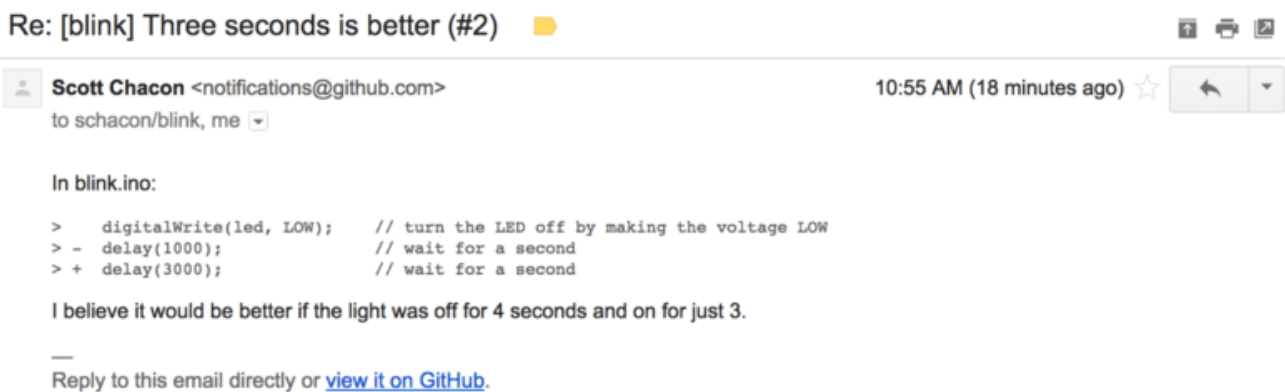 Re: [blink] Three seconds is better (#2)
Scott Chacon <notifications@github.com> 10:55 AM (18 minutes ago)
to schacon/blink, me
In blink.ino:
>     digitalWrite(led, LOW);    // turn the LED off by making the voltage LOW
> -   delay(1000);               // wait for a second
> +   delay(3000);               // wait for a second
I believe it would be better if the light was off for 4 seconds and on for just 3.
—
Reply to this email directly or view it on GitHub.